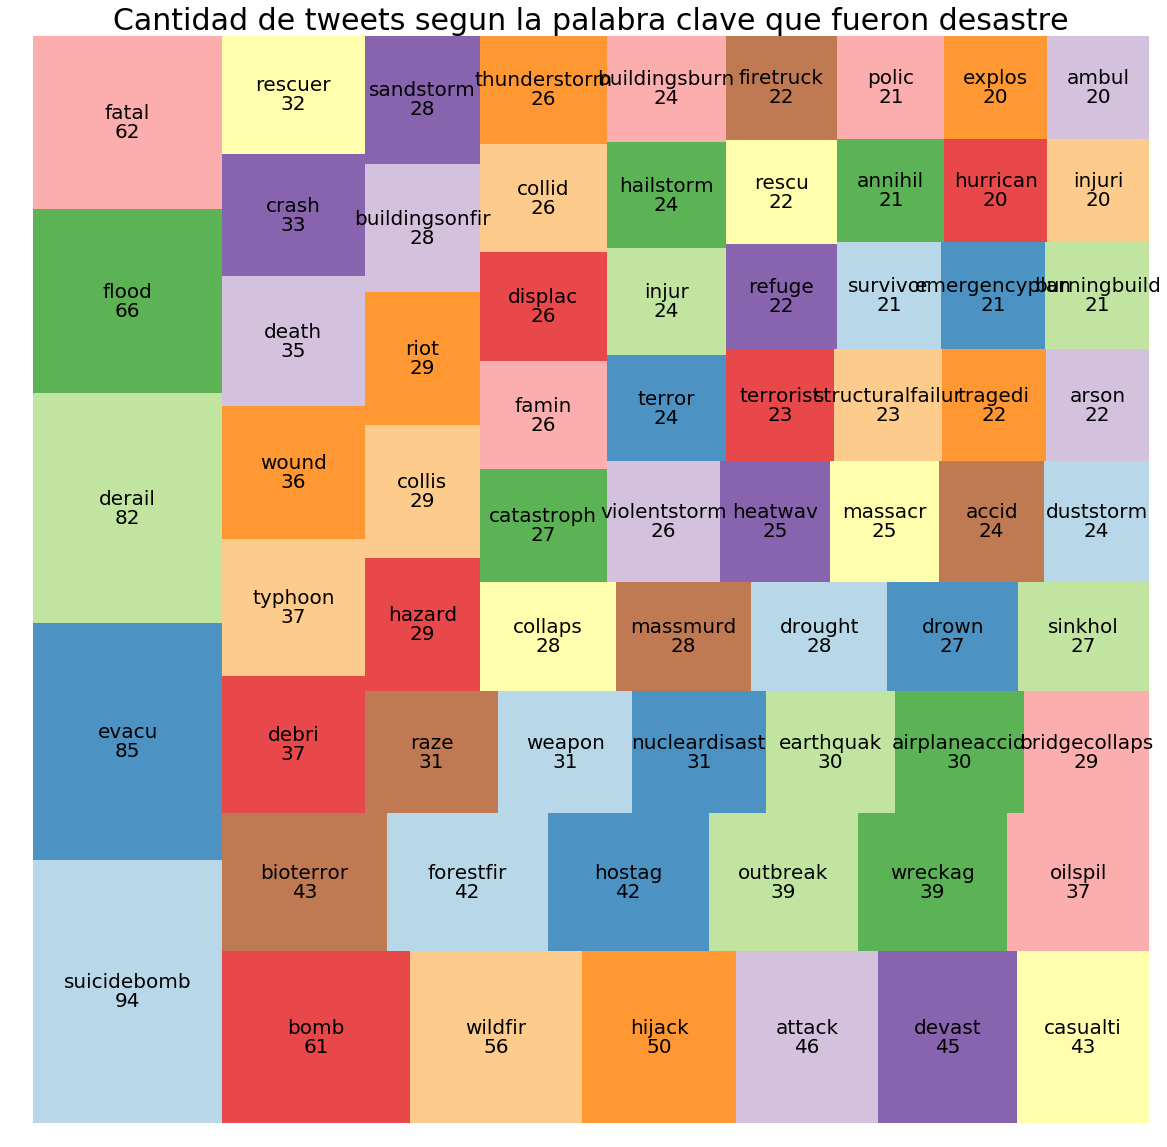 Cantidad de tweets segun la palabra clave que fueron desastre
fatal
62
flood
66
derail
82
evacu
85
suicidebomb
94
rescuer
32
crash
33
death
35
wound
36
typhoon
37
debri
37
sandstorm
28
buildingsonfir
28
riot
29
collis
29
hazard
29
thunderstorm
26
collid
26
displac
26
famin
26
catastroph
27
buildingsburn
24
hailstorm
24
injur
24
terror
24
violentstorm
26
firetruck
22
rescu
22
refuge
22
terrorist
23
heatwav
25
polic
21
annihil
21
survivor
21
structuralfailur
23
massacr
25
explos
20
hurrican
20
emergencyplan
21
tragedi
22
accid
24
ambul
20
injuri
20
burningbuild
21
arson
22
duststorm
24
collaps
28
massmurd
28
drought
28
drown
27
sinkhol
27
raze
31
weapon
31
nucleardisast
31
earthquak
30
airplaneaccid
30
bridgecollaps
29
bioterror
43
forestfir
42
hostag
42
outbreak
39
wreckag
39
oilspil
37
bomb
61
wildfir
56
hijack
50
attack
46
devast
45
casualti
43